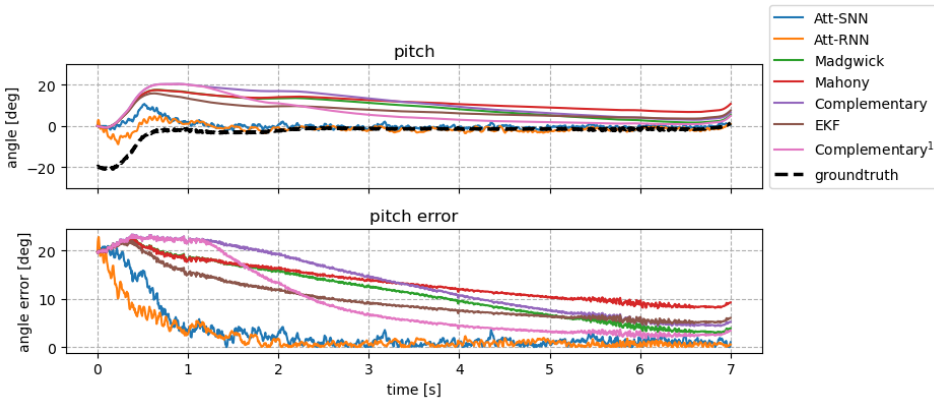 pitch
20
0
−20
angle [deg]
Att-SNN
Att-RNN
Madgwick
Mahony
Complementary
EKF
Complementary¹
groundtruth
pitch error
20
10
0
angle error [deg]
0 1 2 3 4 5 6 7
time [s]